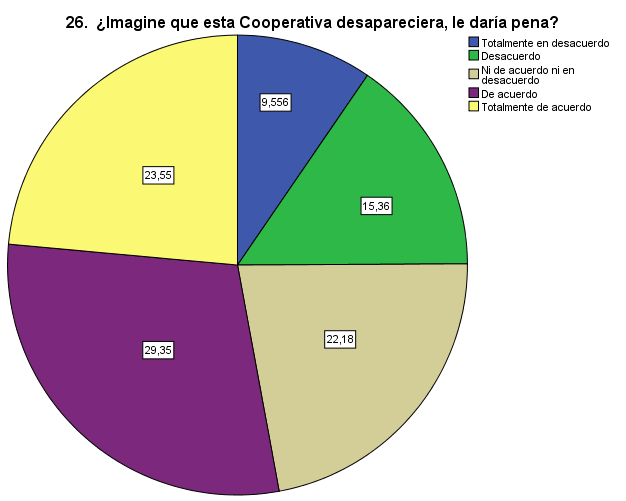 26. ¿Imagine que esta Cooperativa desapareciera, le daría pena?
Totalmente en desacuerdo
Desacuerdo
Ni de acuerdo ni en
desacuerdo
De acuerdo
Totalmente de acuerdo
9,556
23,55
15,36
22,18
29,35